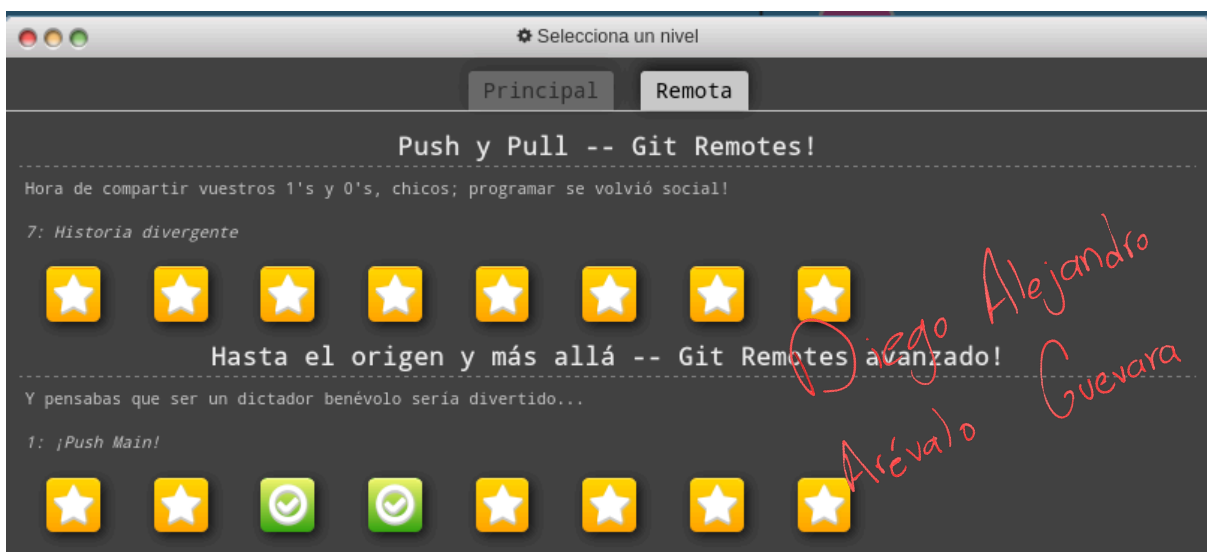 Selecciona un nivel
Principal Remota
Push y Pull -- Git Remotes!
Hora de compartir vuestros 1's y 0's, chicos; programar se volvió social!
7: Historia divergente
Hasta el origen y más allá -- Git Remotes avanzado!
Y pensabas que ser un dictador benévolo sería divertido...
1: ¡Push Main!
Diego Alejandro
Arévalo Guevara